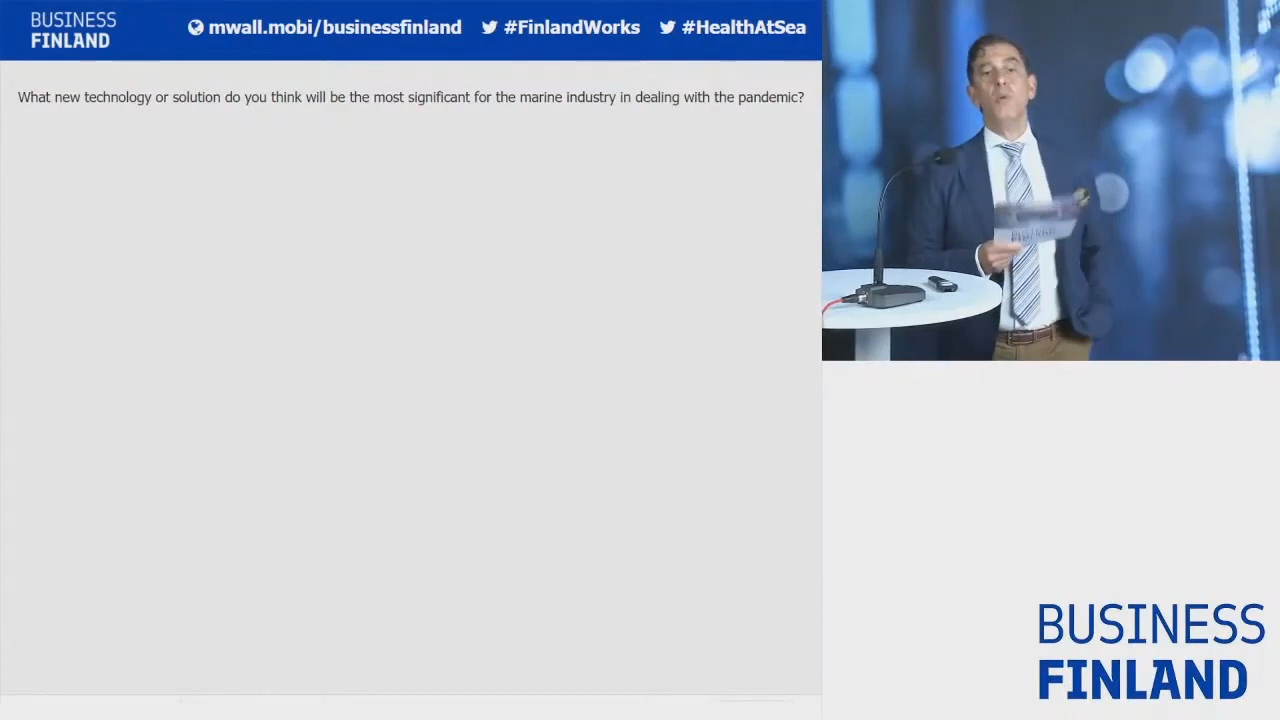 BUSINESS
FINLAND
mwall.mobi/businessfinland #FinlandWorks #HealthAtSea
What new technology or solution do you think will be the most significant for the marine industry in dealing with the pandemic?
BUSINESS
FINLAND